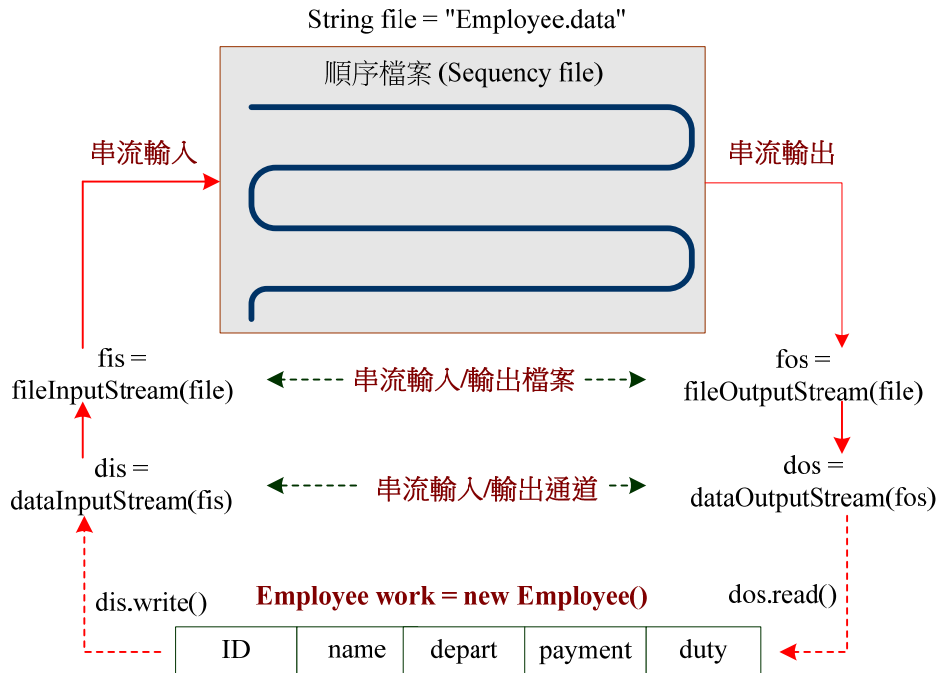 String file = "Employee.data"
順序檔案 (Sequency file)
串流輸入
串流輸出
fis =
fileInputStream(file)
串流輸入/輸出檔案
fos =
fileOutputStream(file)
dis =
dataInputStream(fis)
串流輸入/輸出通道
dos =
dataOutputStream(fos)
dis.write()
Employee work = new Employee()
dos.read()
ID name depart payment duty